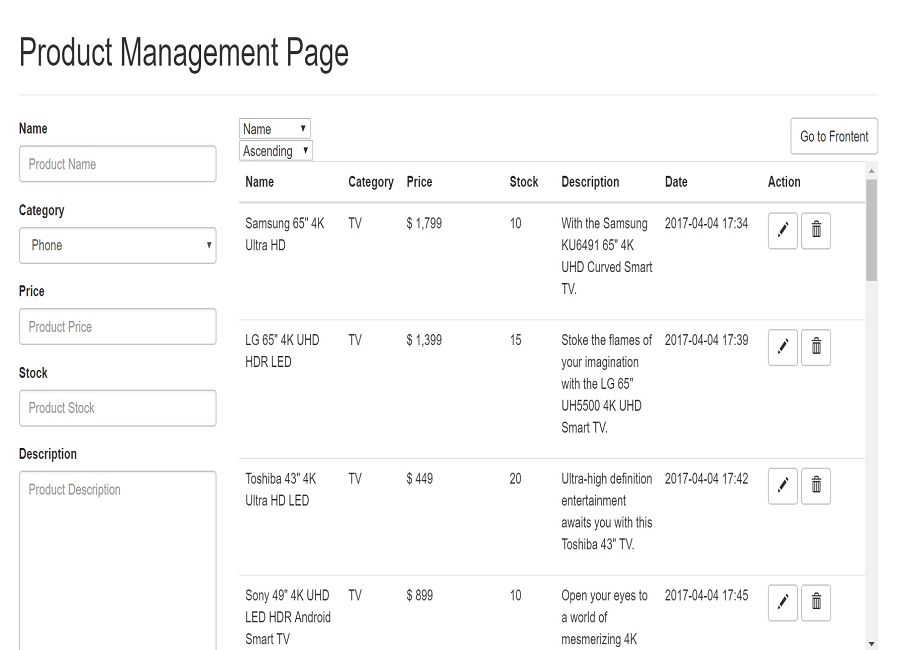 Product Management Page
Name
Product Name
Category
Phone
Price
Product Price
Stock
Product Stock
Description
Product Description
Name
Ascending
Go to Frontent
Name Category Price Stock Description Date Action
Samsung 65" 4K TV $ 1,799 10 With the Samsung 2017-04-04 17:34
Ultra HD KU6491 65" 4K
UHD Curved Smart
TV.
LG 65" 4K UHD TV $ 1,399 15 Stoke the flames of 2017-04-04 17:39
HDR LED your imagination
with the LG 65"
UH5500 4K UHD
Smart TV.
Toshiba 43" 4K TV $ 449 20 Ultra-high definition 2017-04-04 17:42
Ultra HD LED entertainment
awaits you with this
Toshiba 43" TV.
Sony 49" 4K UHD TV $ 899 10 Open your eyes to 2017-04-04 17:45
LED HDR Android a world of
Smart TV mesmerizing 4K